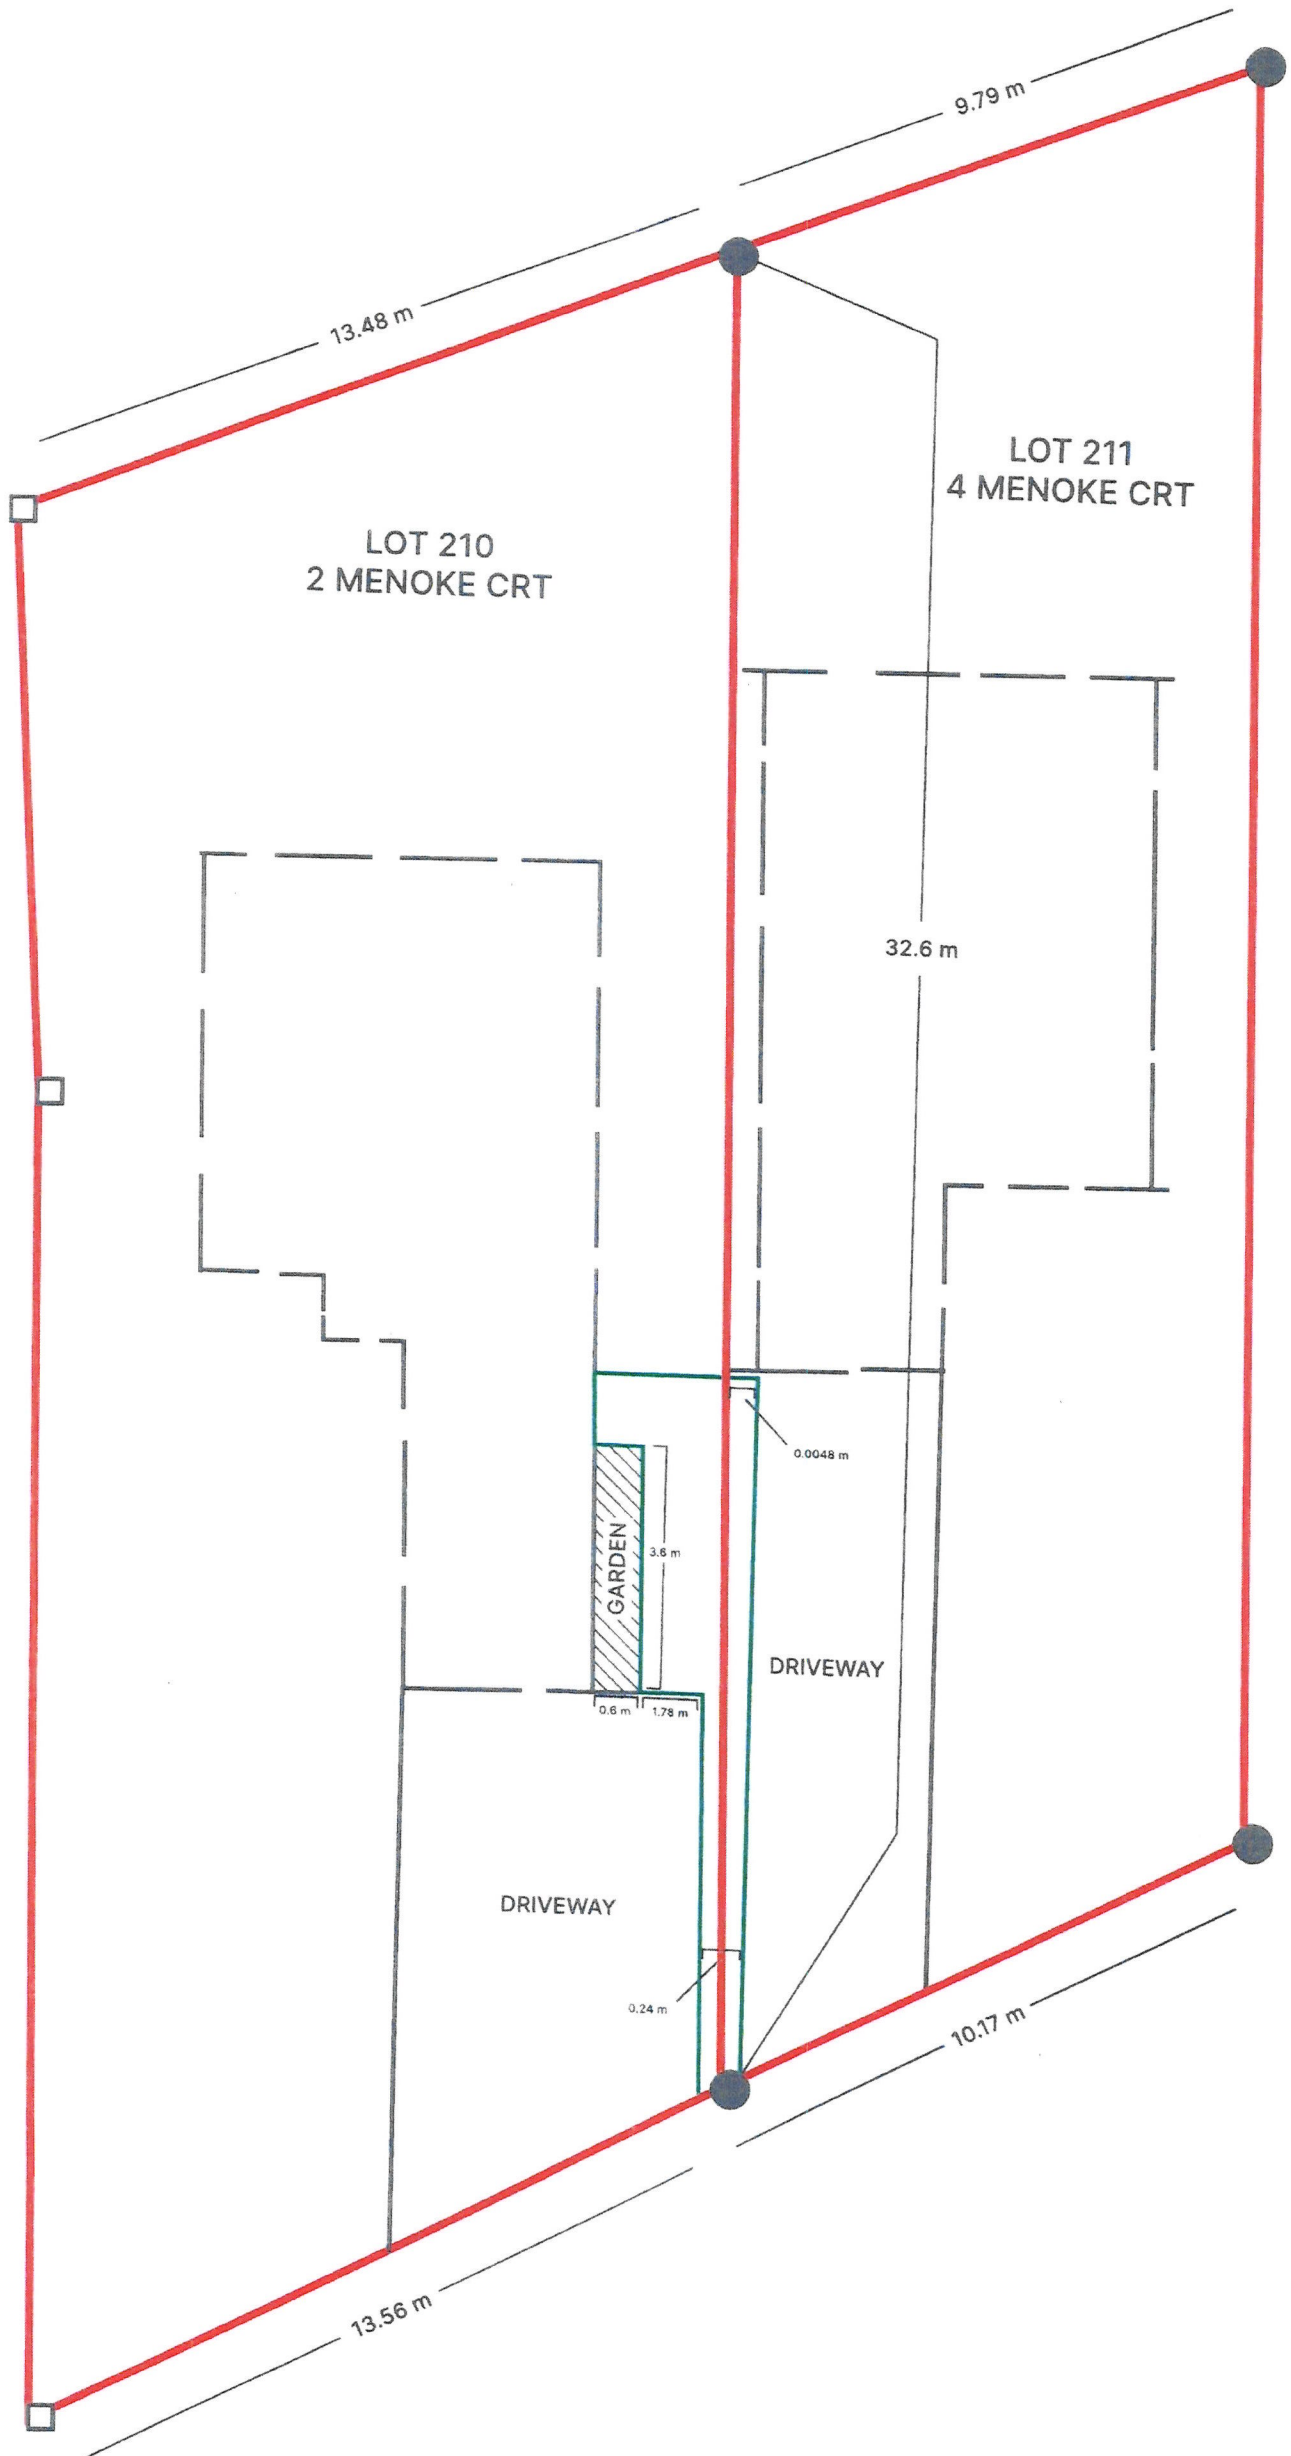 9.79 m
13.48 m
LOT 211
4 MENOKE CRT
LOT 210
2 MENOKE CRT
32.6 m
0.0048 m
GARDEN
3.6 m
DRIVEWAY
0.6 m
1.78 m
DRIVEWAY
0.24 m
10.17 m
13.56 m